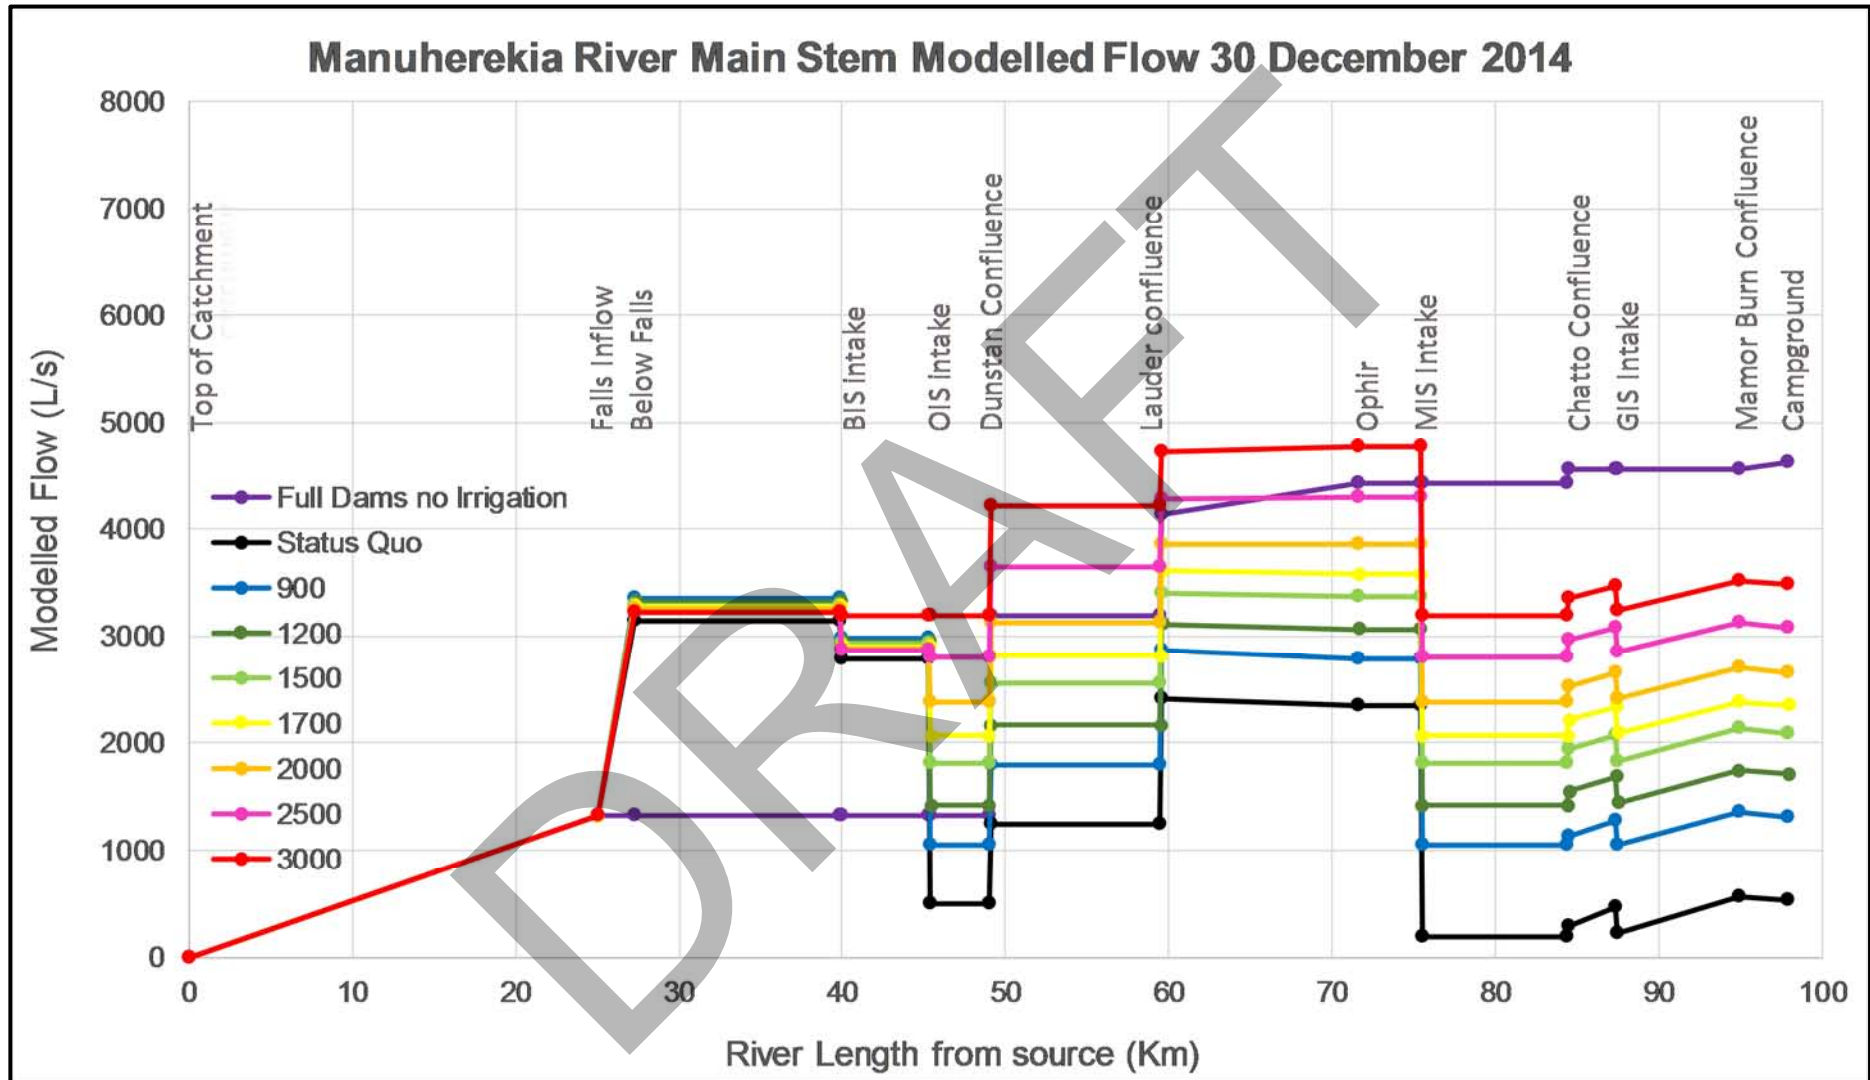 Manuherekia River Main Stem Modelled Flow 30 December 2014
Modelled Flow (L/s)
8000
7000
6000
5000
4000
3000
2000
1000
0
Top of Catchment
Falls Inflow
Below Falls
BIS intake
OIS intake
Dunstan Confluence
Lauder confluence
Ophir
MIS Intake
Chatto Confluence
GIS Intake
Mamor Burn Confluence
Campground
Full Dams no Irrigation
Status Quo
900
1200
1500
1700
2000
2500
3000
0 10 20 30 40 50 60 70 80 90 100
River Length from source (Km)
DRAFT